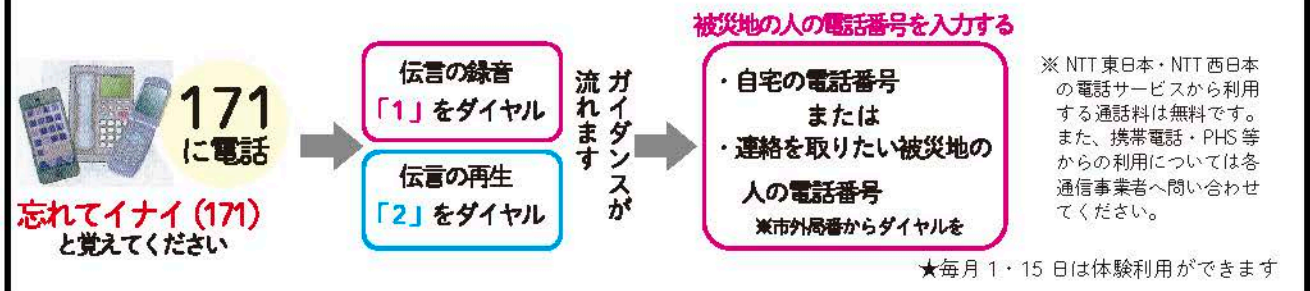 171
に電話
忘れてイナイ(171)
と覚えてください
伝言の録音
「1」をダイヤル
伝言の再生
「2」をダイヤル
ガイダンスが
流れます
被災地の人の電話番号を入力する
・自宅の電話番号
または
・連絡を取りたい被災地の
人の電話番号
※市外局番からダイヤルを
※NTT東日本・NTT西日本
の電話サービスから利用
する通話料は無料です。
また、携帯電話・PHS等
からの利用については各
通信事業者へ問い合わせ
てください。
★毎月1・15日は体験利用ができます